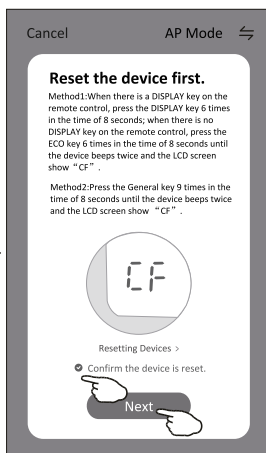 Cancel AP Mode
Reset the device first.
Method1:When there is a DISPLAY key on the
remote control, press the DISPLAY key 6 times
in the time of 8 seconds; when there is no
DISPLAY key on the remote control, press the
ECO key 6 times in the time of 8 seconds until
the device beeps twice and the LCD screen
show “CF”.
Method2:Press the General key 9 times in the
time of 8 seconds until the device beeps twice
and the LCD screen show “CF”.
CF
Resetting Devices >
Confirm the device is reset.
Next